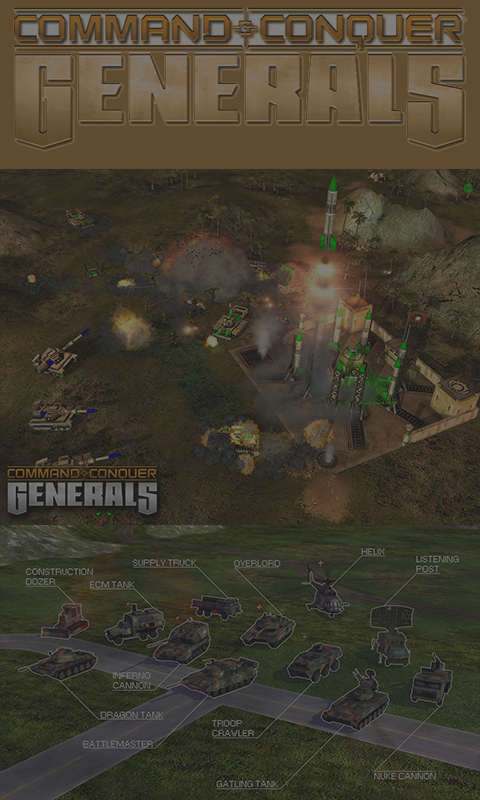 COMMAND & CONQUER
GENERALS
COMMAND & CONQUER
GENERALS
CONSTRUCTION
DOZER
ECM TANK
SUPPLY TRUCK
OVERLORD
HELIX
LISTENING
POST
INFERNO
CANNON
DRAGON TANK
BATTLEMASTER
TROOP
CRAWLER
GATLING TANK
NUKE CANNON